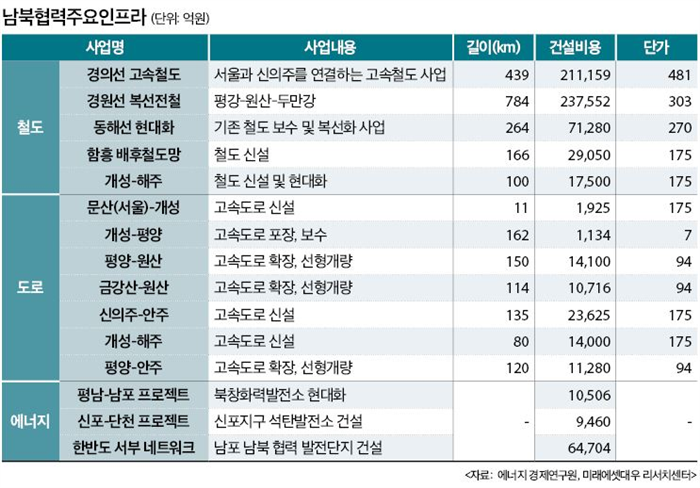 남북협력주요인프라 (단위: 억원)
사업명 사업내용 길이(km) 건설비용 단가
철도
경의선 고속철도 서울과 신의주를 연결하는 고속철도 사업 439 211,159 481
경원선 복선전철 평강-원산-두만강 784 237,552 303
동해선 현대화 기존 철도 보수 및 복선화 사업 264 71,280 270
함흥 배후철도망 철도 신설 166 29,050 175
개성-해주 철도 신설 및 현대화 100 17,500 175
도로
문산(서울)-개성 고속도로 신설 11 1,925 175
개성-평양 고속도로 포장, 보수 162 1,134 7
평양-원산 고속도로 확장, 선형개량 150 14,100 94
금강산-원산 고속도로 확장, 선형개량 114 10,716 94
신의주-안주 고속도로 확장, 선형개량 135 23,625 175
개성-해주 고속도로 확장, 선형개량 80 14,000 175
평양-안주 고속도로 확장, 선형개량 120 11,280 94
에너지
평남-남포 프로젝트 북창화력발전소 현대화 10,506
신포-단천 프로젝트 신포지구 석탄발전소 건설 - 9,460 -
한반도 서부 네트워크 남포 남북 협력 발전단지 건설 64,704
<자료: 에너지 경제연구원, 미래에셋대우 리서치센터>